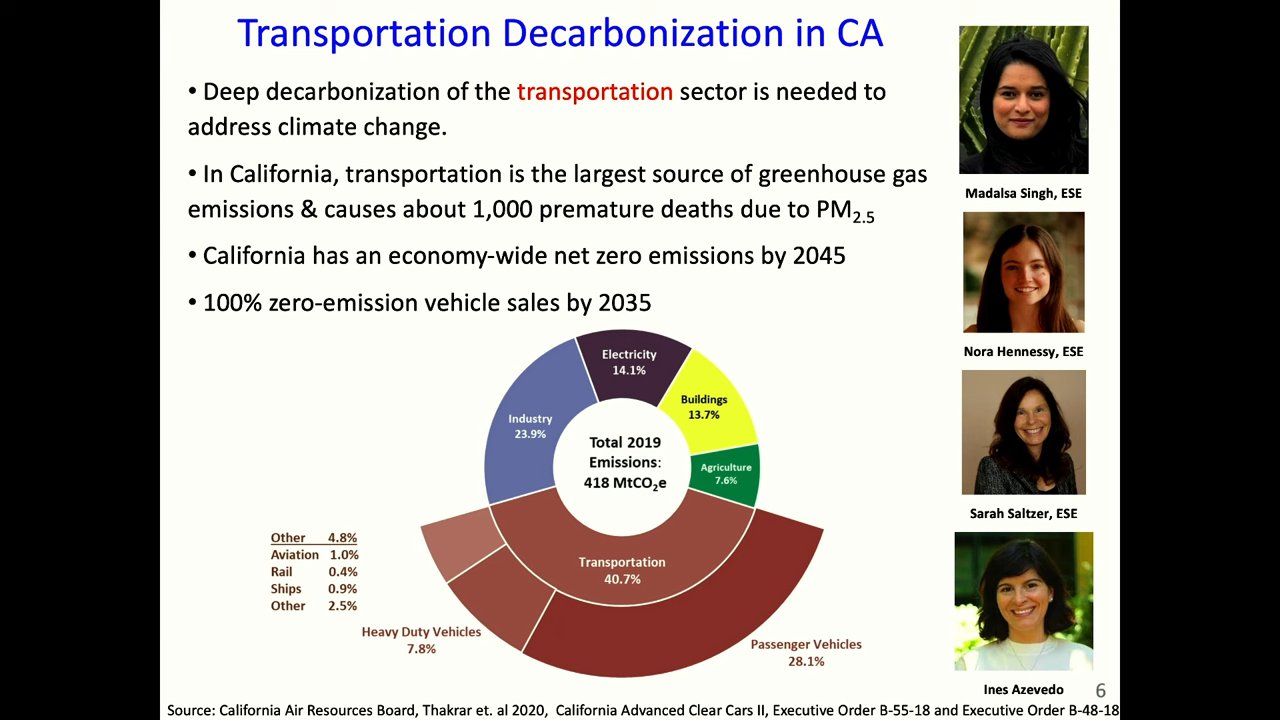 Transportation Decarbonization in CA
• Deep decarbonization of the transportation sector is needed to
address climate change.
• In California, transportation is the largest source of greenhouse gas
emissions & causes about 1,000 premature deaths due to PM2.5
• California has an economy-wide net zero emissions by 2045
• 100% zero-emission vehicle sales by 2035
Electricity
14.1%
Buildings
13.7%
Industry
23.9%
Total 2019
Emissions:
418 MtCO2e
Agriculture
7.6%
Transportation
40.7%
Other 4.8%
Aviation 1.0%
Rail 0.4%
Ships 0.9%
Other 2.5%
Heavy Duty Vehicles
7.8%
Passenger Vehicles
28.1%
Madalsa Singh, ESE
Nora Hennessy, ESE
Sarah Saltzer, ESE
Ines Azevedo
6
Source: California Air Resources Board, Thakrar et. al 2020, California Advanced Clear Cars II, Executive Order B-55-18 and Executive Order B-48-18